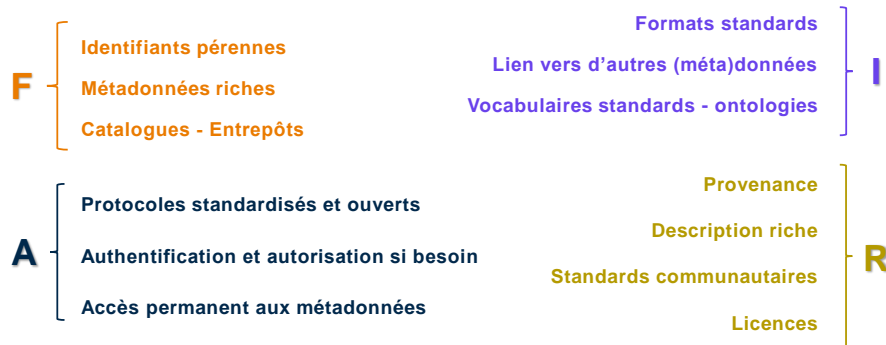 F
Identifiants pérennes
Métadonnées riches
Catalogues - Entrepôts
Formats standards
Lien vers d'autres (méta)données
Vocabulaires standards - ontologies
I
A
Protocoles standardisés et ouverts
Authentification et autorisation si besoin
Accès permanent aux métadonnées
Provenance
Description riche
Standards communautaires
Licences
R